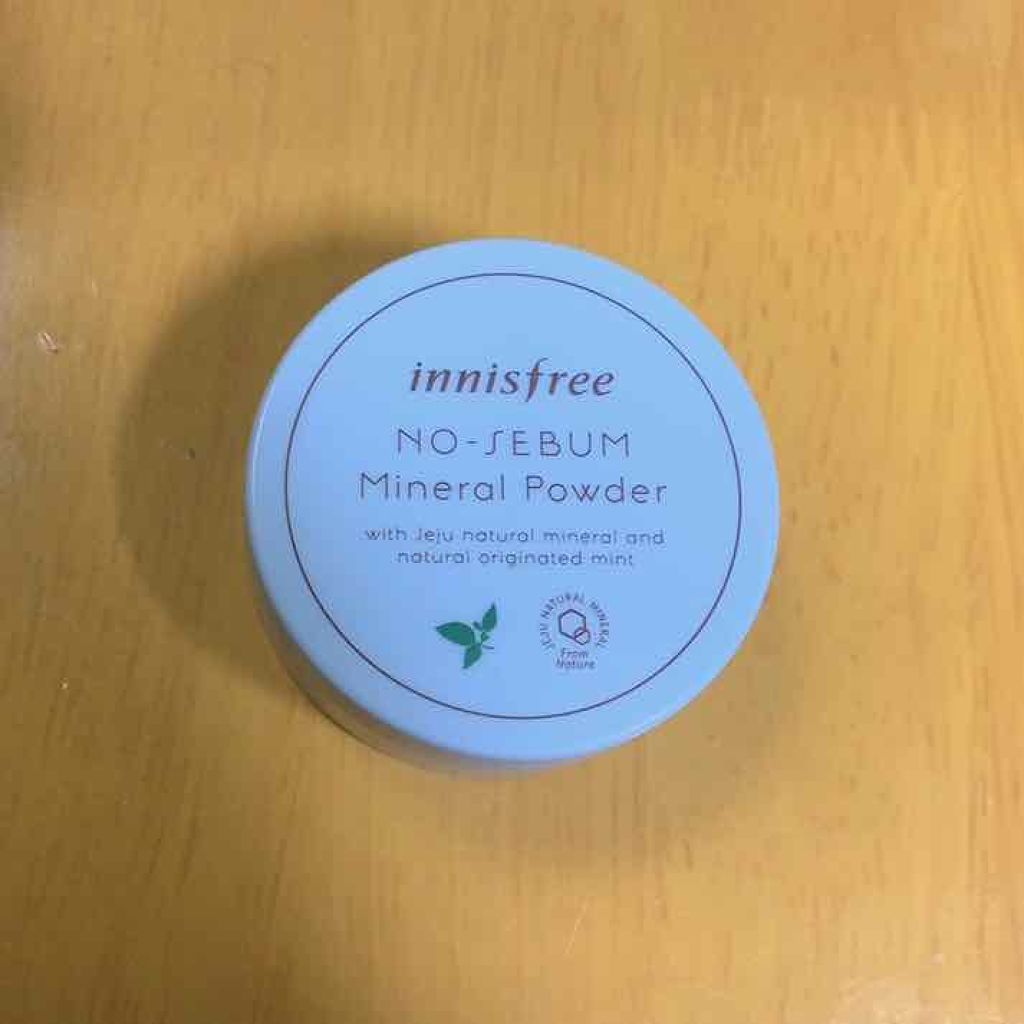 innisfree
NO-SEBUM
Mineral Powder
with Jeju natural mineral and
natural originated mint
JEJU NATURAL MINERAL
From
Nature